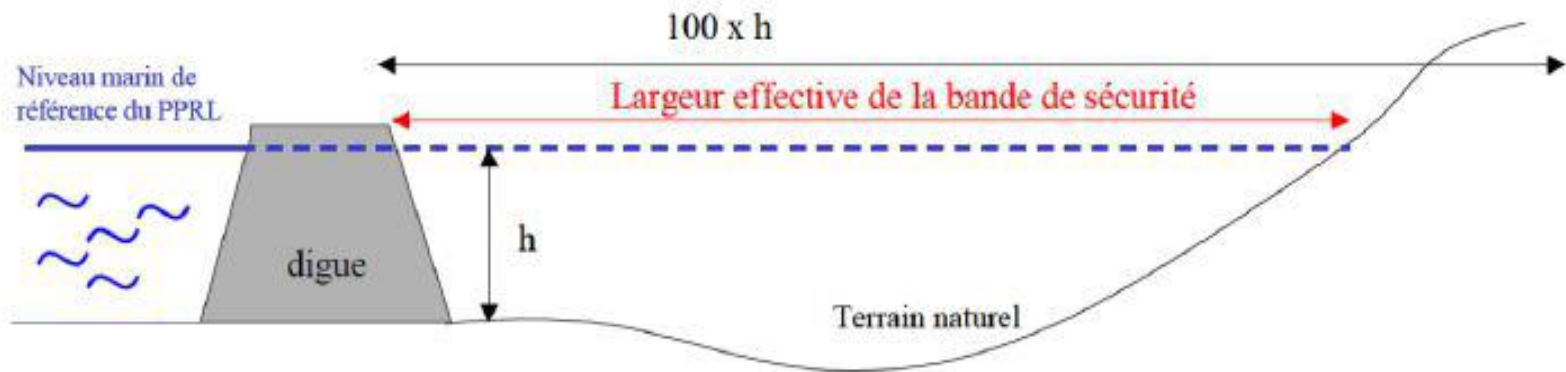 100 x h
Niveau marin de
référence du PPRL
Largeur effective de la bande de sécurité
h
digue
Terrain naturel